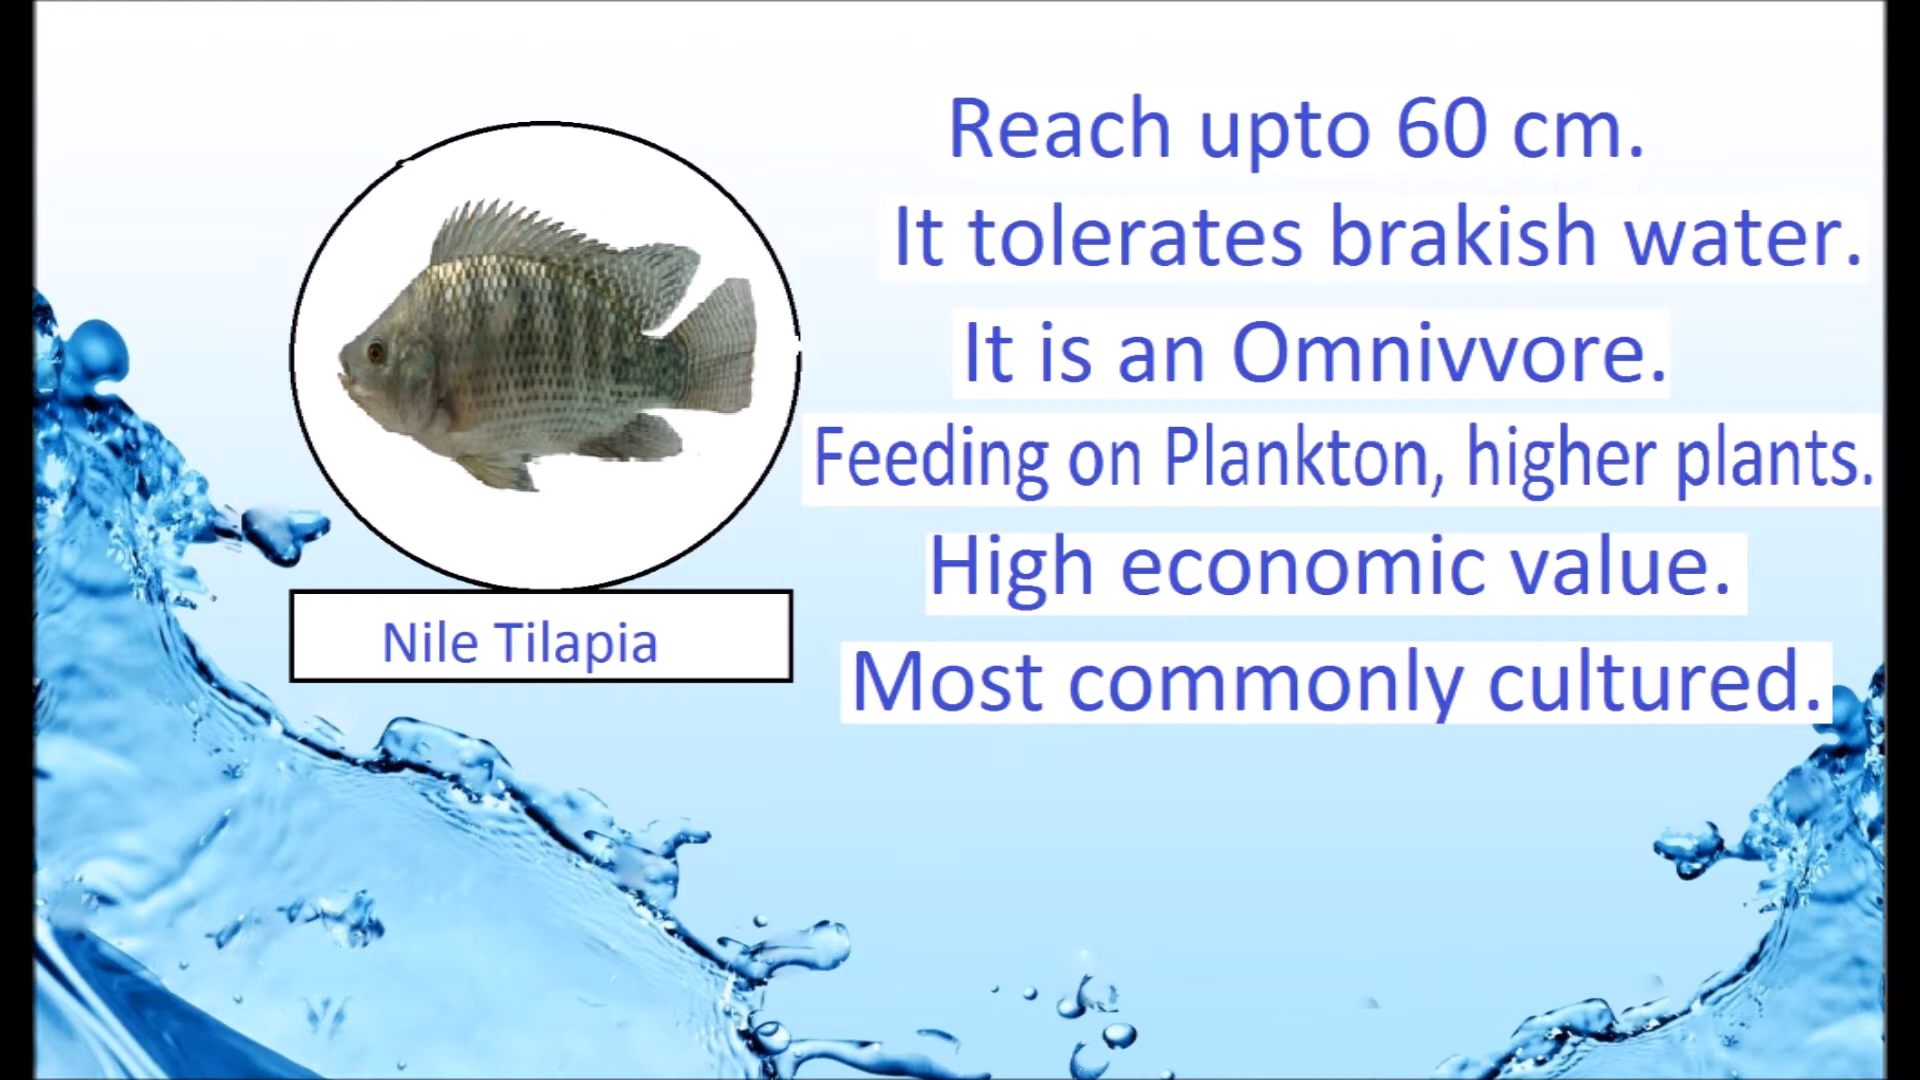 Reach upto 60 cm.
It tolerates brakish water.
It is an Omnivvore.
Feeding on Plankton, higher plants.
High economic value.
Most commonly cultured.
Nile Tilapia